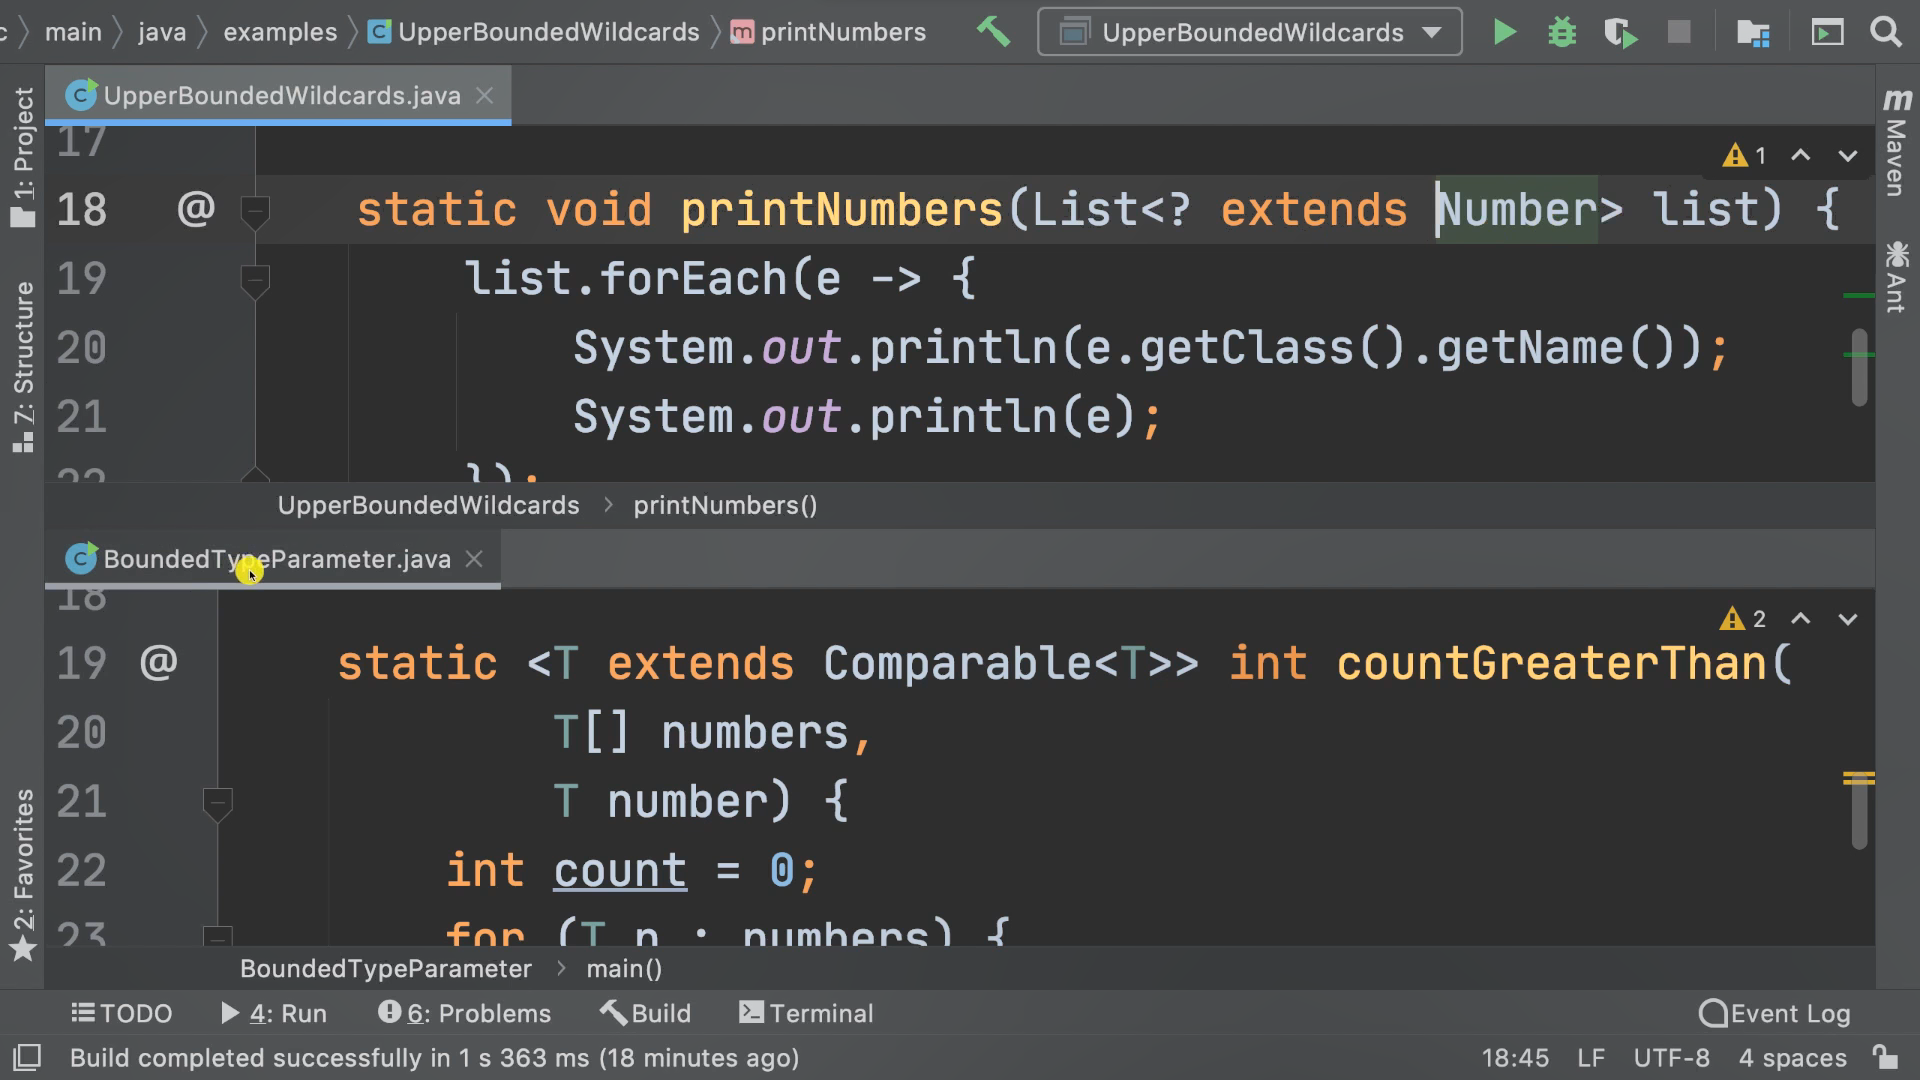 main
java
examples
UpperBoundedWildcards
printNumbers
UpperBoundedWildcards
UpperBoundedWildcards.java
17
1
18 @ static void printNumbers(List<? extends Number> list) {
19 list.forEach(e -> {
20 System.out.println(e.getClass().getName());
21 System.out.println(e);
22 });
UpperBoundedWildcards > printNumbers()
BoundedTypeParameter.java
18
2
19 @ static <T extends Comparable<T>> int countGreaterThan(
20 T[] numbers,
21 T number) {
22 int count = 0;
23 for (T n : numbers) {
BoundedTypeParameter > main()
1: Project
Z: Structure
2: Favorites
m Maven
Ant
TODO
4: Run
6: Problems
Build
Terminal
Event Log
Build completed successfully in 1 s 363 ms (18 minutes ago)
18:45 LF UTF-8 4 spaces